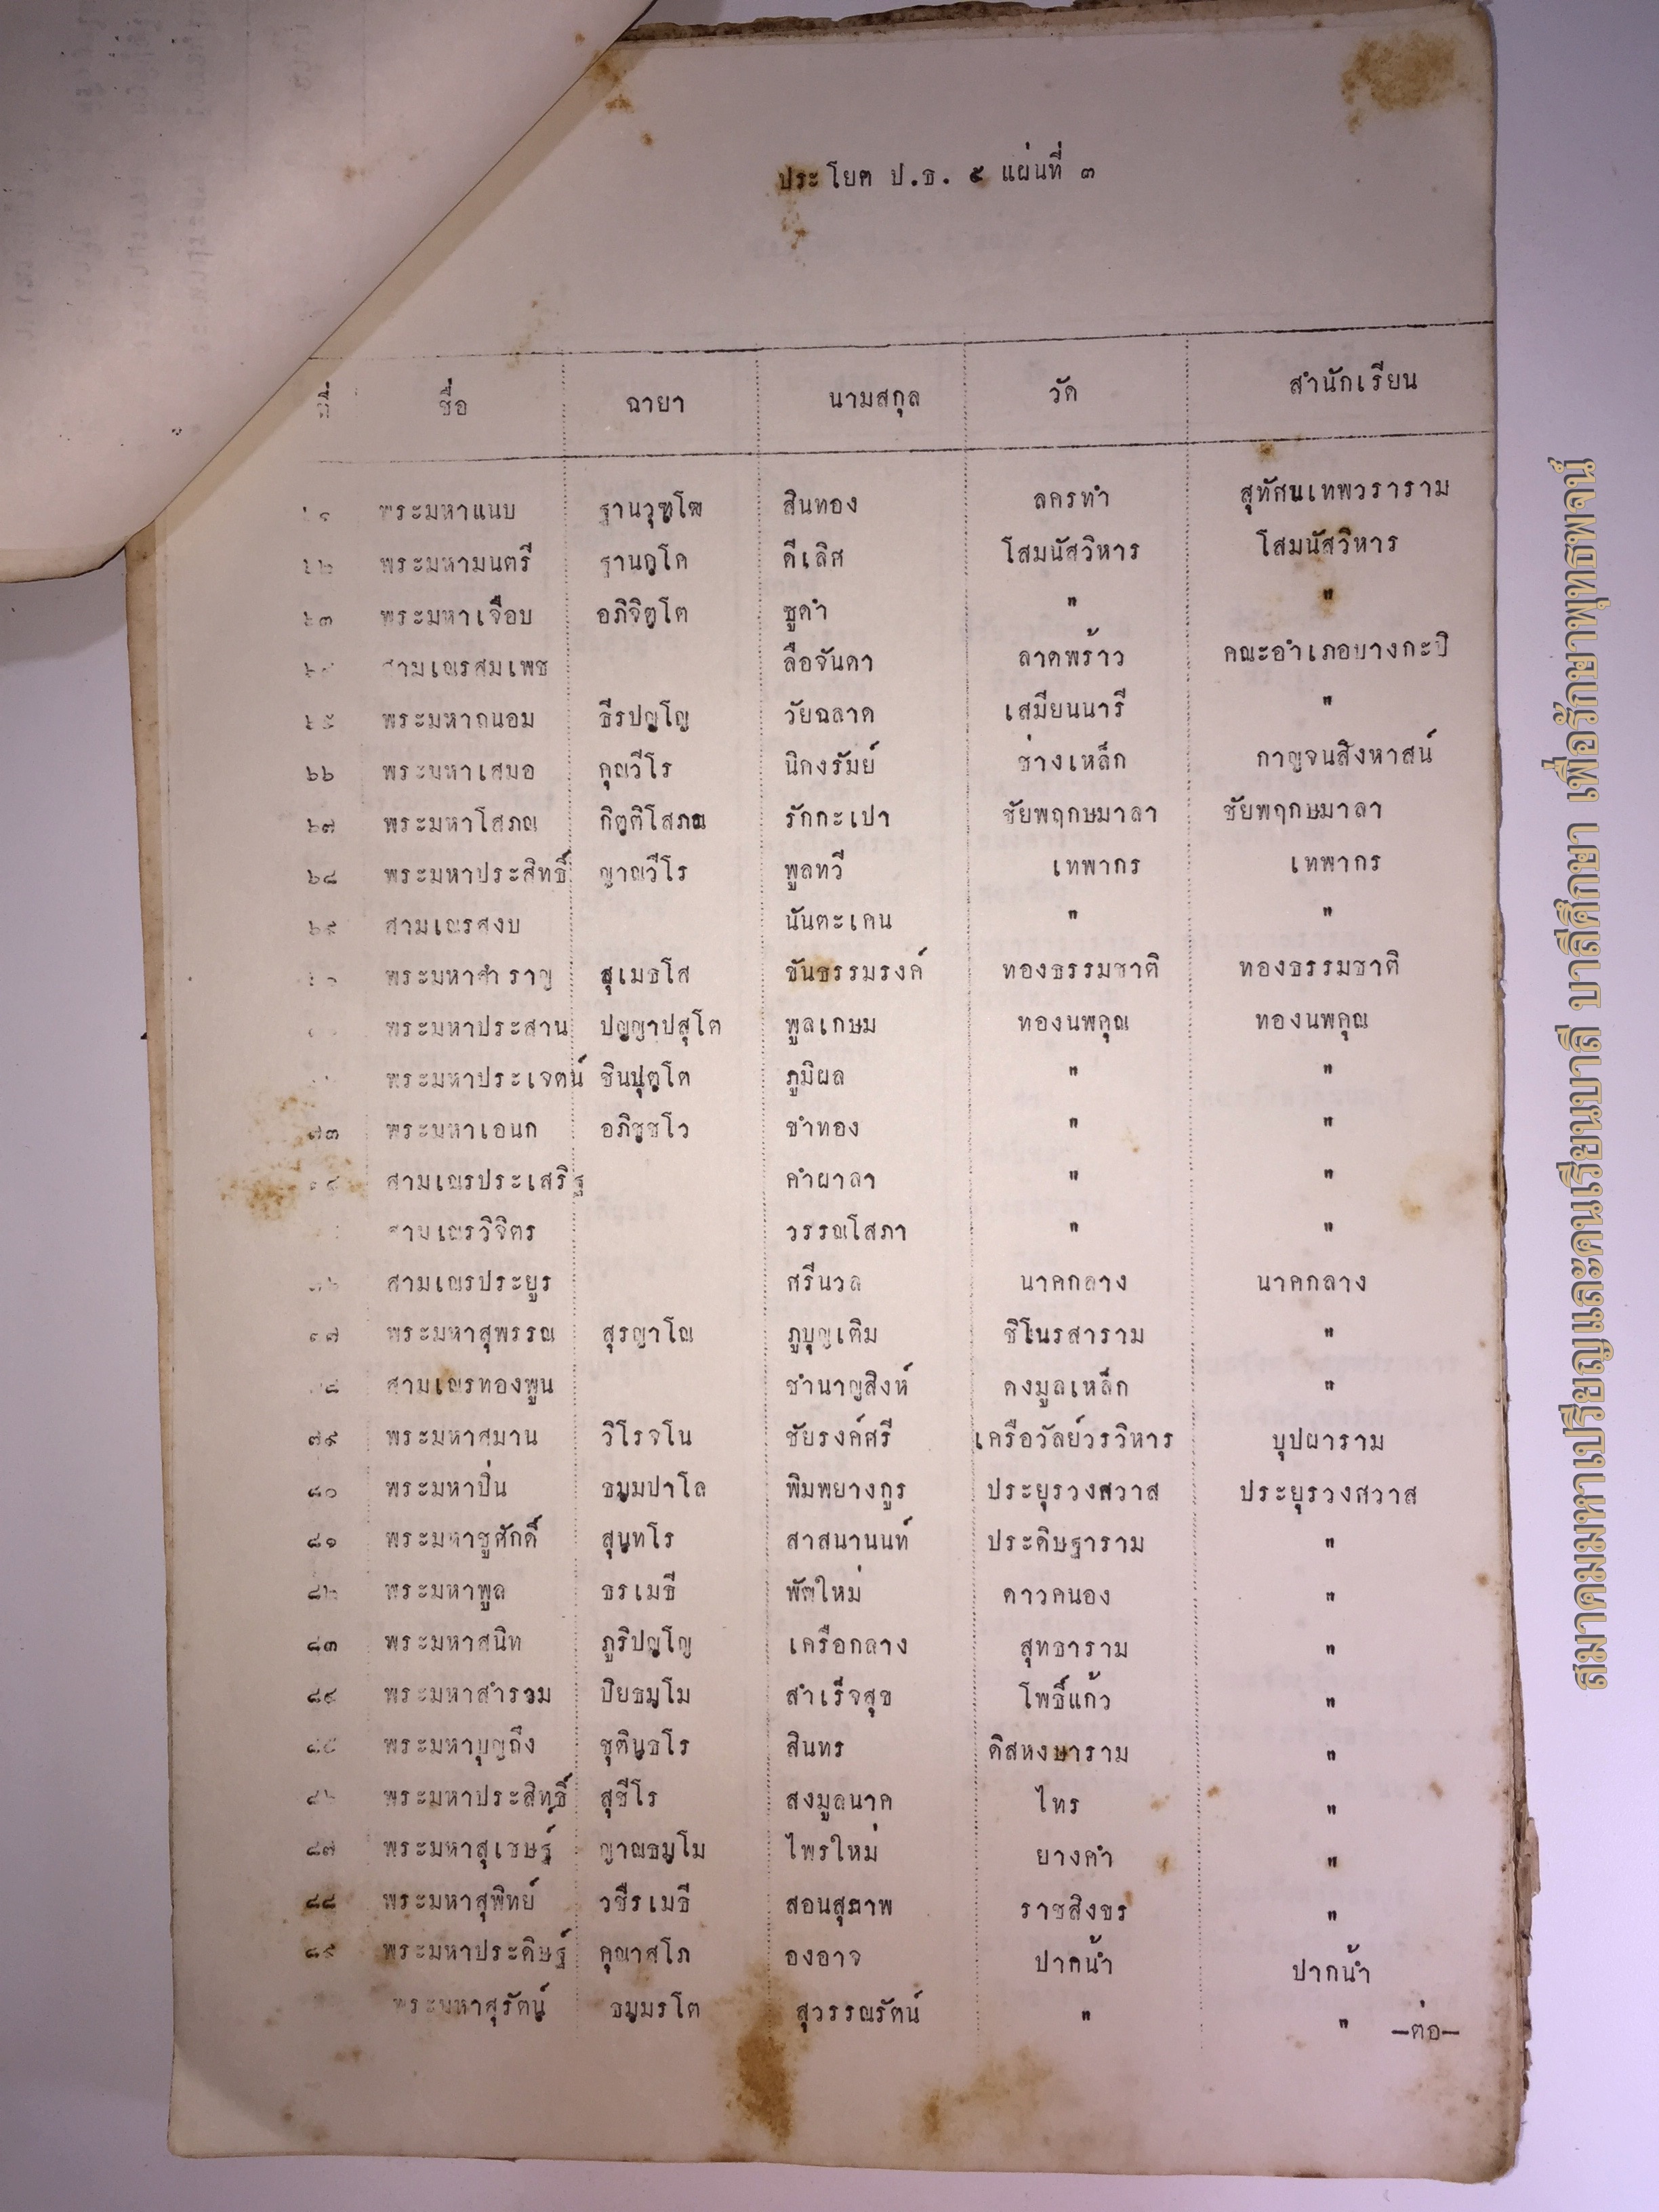 ประโยค ป.ธ. ๕ แผ่นที่ ๓
ที่ ชื่อ ฉายา นามสกุล วัด สำนักเรียน
๖๑ พระมหาแนบ ฐานวุฑฺโฒ สินทอง ลครทำ สุทัศนเทพวราราม
๖๒ พระมหามนตรี ดีเลิศ โสมนัสวิหาร โสมนัสวิหาร
๖๓ พระมหาเจือบ อภิจิตฺโต ชูดำ " "
๖๔ สามเณรสมเพช ลือจันดา ลาดพร้าว คณะอำเภอบางกะปิ
๖๕ พระมหาถนอม ธีรปญฺโญ วัยฉลาด เสมียนนารี "
๖๖ พระมหาเสมอ คุณวีโร นิกงรัมย์ ช่างเหล็ก กาญจนสิงหาสน์
๖๗ พระมหาโสภณ กิตฺติโสภณ รักกะเปา ชัยพฤกษมาลา ชัยพฤกษมาลา
๖๘ พระมหาประสิทธิ์ ญาณวีโร พูลทวี เทพากร เทพากร
๖๙ สามเณรสงบ นันตะเคน " "
พระมหาสำราญ สุเมธโส ขันธรรมรงค์ ทองธรรมชาติ ทองธรรมชาติ
พระมหาประสาน ปญฺญาปสุโต พูลเกษม ทองนพคุณ ทองนพคุณ
พระมหาประเจตน์ ชินปุตฺโต ภูมิผล " "
๗๓ พระมหาเอนก อภิชฺชโว ขำทอง " "
๗๔ สามเณรประเสริฐ คำผาลา " "
สามเณรวิจิตร วรรณโสภา " "
๗๖ สามเณรประยูร ศรีนวล นาคกลาง นาคกลาง
๗๗ พระมหาสุพรรณ สุรญาโณ ภูบุญเติม ชิโนรสาราม "
๗๘ สามเณรทองพูน ชำนาญสิงห์ ดงมูลเหล็ก "
๗๙ พระมหาสมาน วิโรจโน ชัยรงค์ศรี เครือวัลย์วรวิหาร บุปผาราม
๘๐ พระมหาปิ่น ธมฺมปาโล พิมพยางกูร ประยุรวงศวาส ประยุรวงศวาส
๘๑ พระมหาชูศักดิ์ สุนฺทโร สาสนานนท์ ประดิษฐาราม "
๘๒ พระมหาพูล ธรเมธี พัดใหม่ ดาวคนอง "
๘๓ พระมหาสนิท ภูริปญฺโญ เครือกลาง สุทธาราม "
๘๔ พระมหาสำรวม ปิยธมฺโม สำเร็จสุข โพธิ์แก้ว "
๘๕ พระมหาบุญถึง ชุตินฺธโร สินทร ดิสหงษาราม "
๘๖ พระมหาประสิทธิ์ สุธีโร สงมูลนาค ไทร "
๘๗ พระมหาสุเชษฐ์ ญาณธมฺโม ไพรใหม่ ยางคำ "
๘๘ พระมหาสุพิทย์ วชิรเมธี สอนสุภาพ ราชสิงขร "
๘๙ พระมหาประดิษฐ์ คุณาสโภ องอาจ ปากน้ำ ปากน้ำ
พระมหาสุรัตน์ ธมฺมรโต สุวรรณรัตน์ " "
—ต่อ—
สมาคมมหาเปรียญและคนเรียนบาลี บาลีศึกษา เพื่อรักษาพุทธพจน์